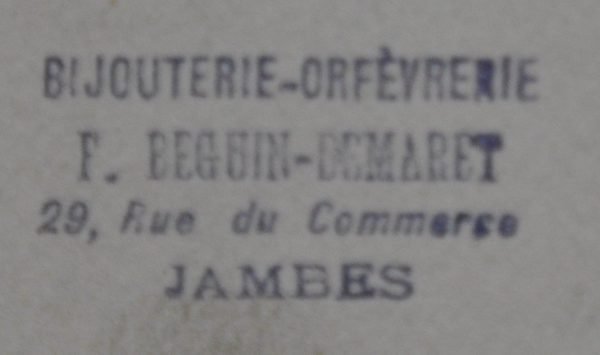 BIJOUTERIE-ORFÈVRERIE
F. BEGUIN-DEMARET
29, Rue du Commerce
JAMBES